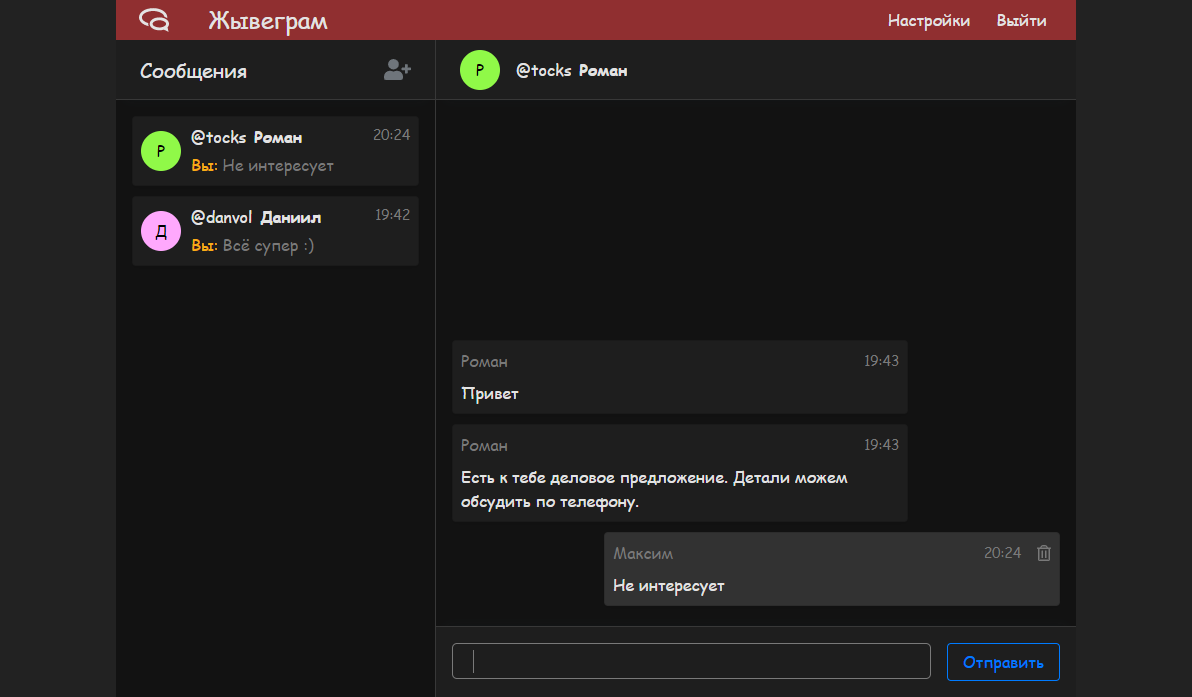 Жывеграм
Настройки Выйти
Сообщения
Р @tocks Роман
Р @tocks Роман 20:24
Вы: Не интересует
Д @danvol Даниил 19:42
Вы: Всё супер :)
Роман 19:43
Привет
Роман 19:43
Есть к тебе деловое предложение. Детали можем
обсудить по телефону.
Максим 20:24
Не интересует
Отправить